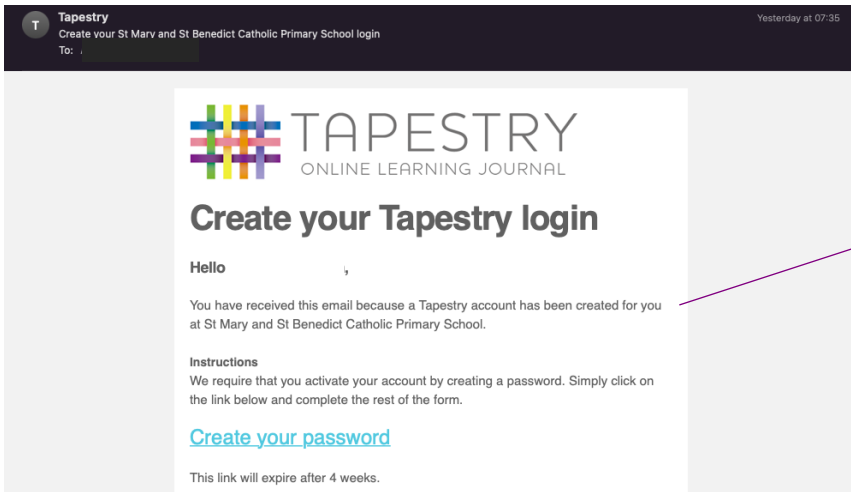 T
Tapestry
Yesterday at 07:35
Create your St Mary and St Benedict Catholic Primary School login
To:
TAPESTRY
ONLINE LEARNING JOURNAL
Create your Tapestry login
Hello ,
You have received this email because a Tapestry account has been created for you
at St Mary and St Benedict Catholic Primary School.
Instructions
We require that you activate your account by creating a password. Simply click on
the link below and complete the rest of the form.
Create your password
This link will expire after 4 weeks.